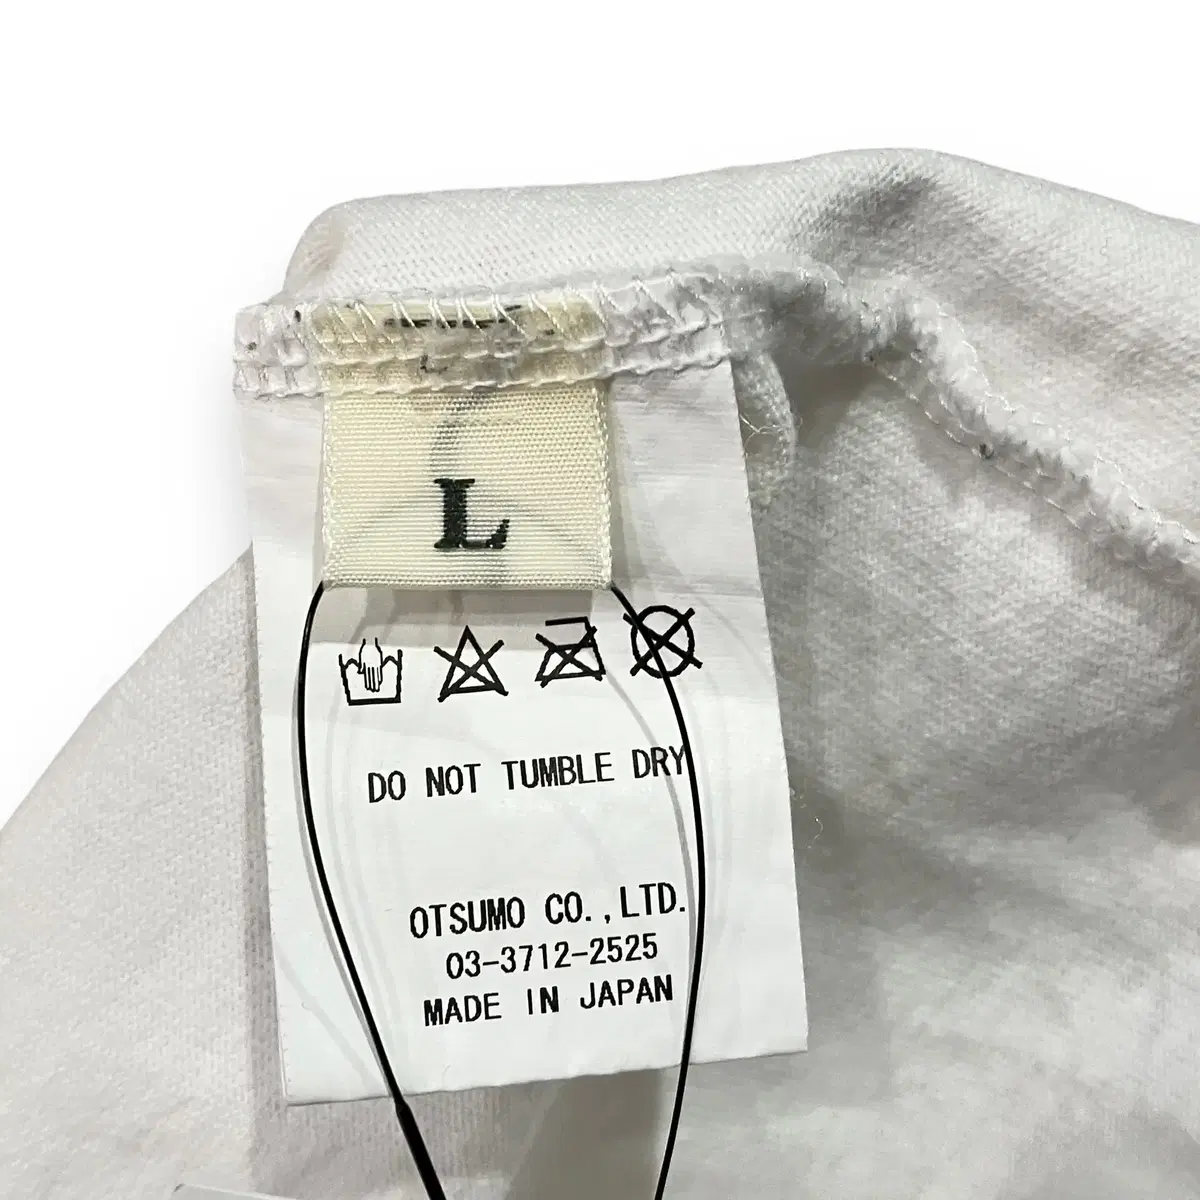 L
DO NOT TUMBLE DRY
OTSUMO CO.,LTD.
03-3712-2525
MADE IN JAPAN